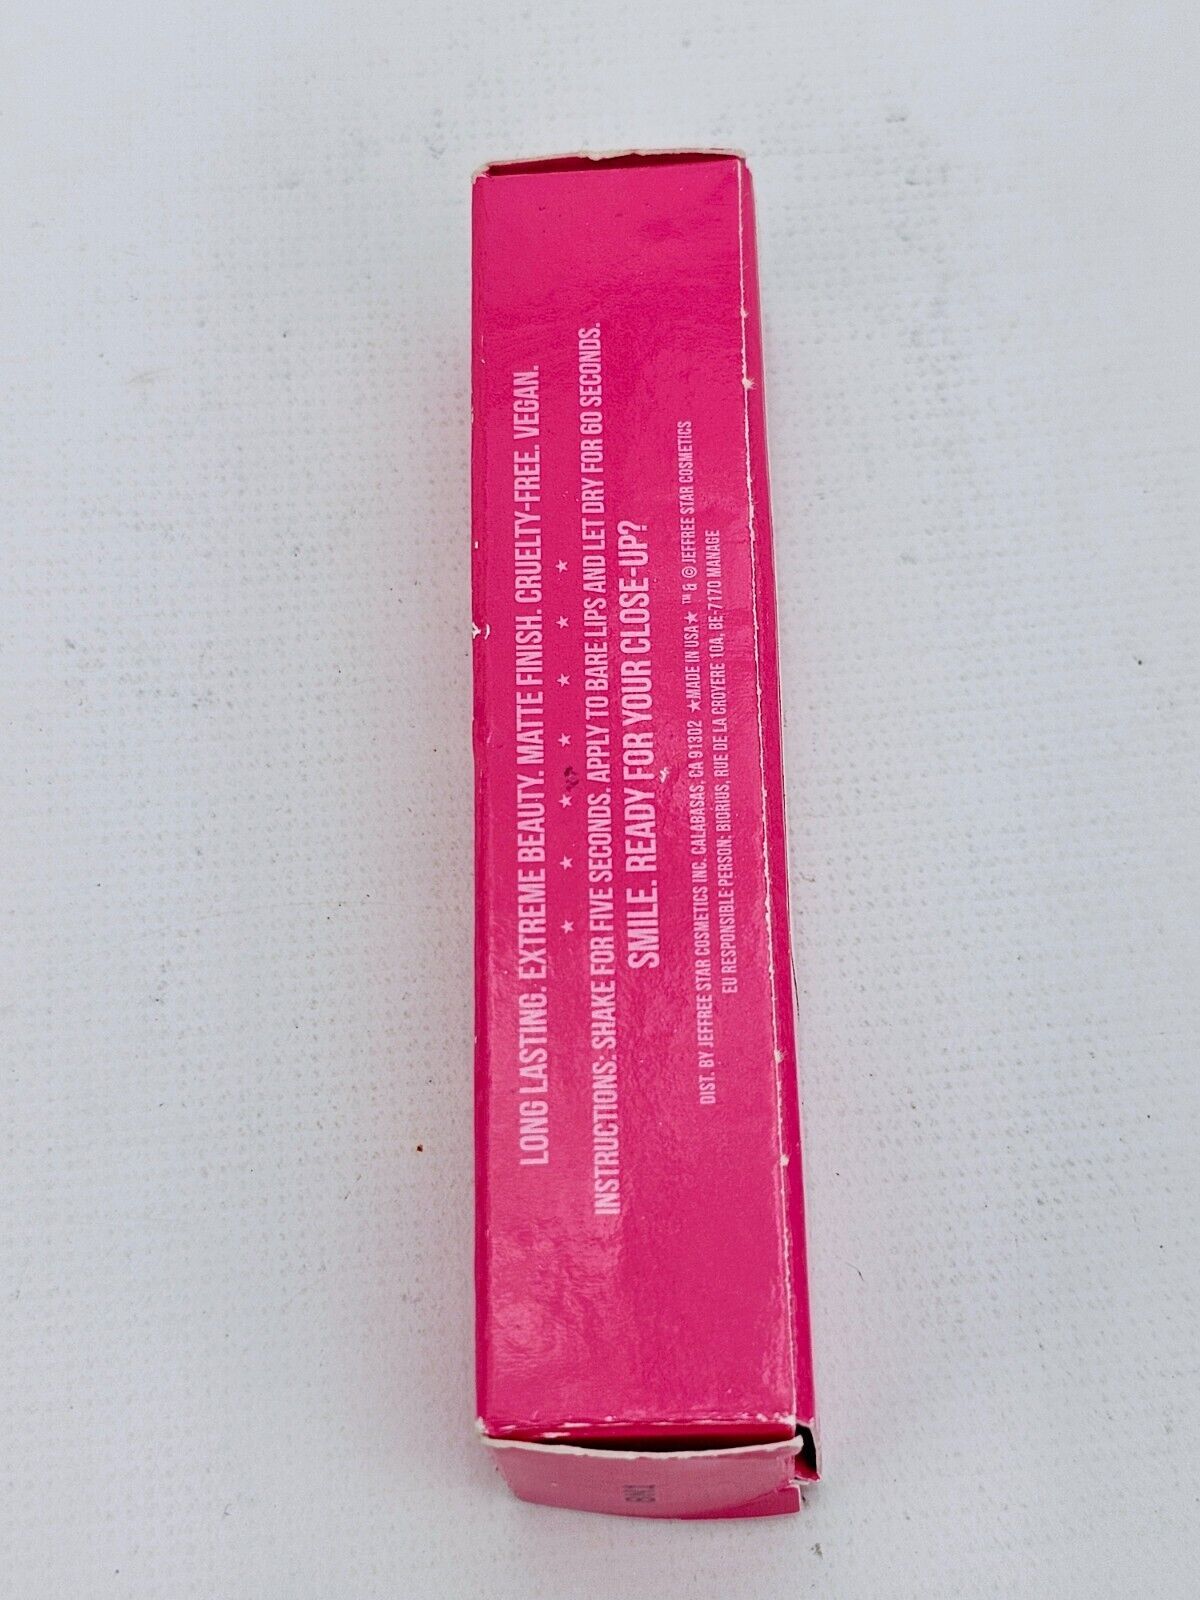 LONG LASTING. EXTREME BEAUTY. MATTE FINISH. CRUELTY-FREE. VEGAN.
★ ★ ★ ★ ★ ★ ★
INSTRUCTIONS: SHAKE FOR FIVE SECONDS. APPLY TO BARE LIPS AND LET DRY FOR 60 SECONDS.
SMILE. READY FOR YOUR CLOSE-UP?
DIST. BY JEFFREE STAR COSMETICS INC. CALABASAS, CA 91302 ★MADE IN USA★ ™ & © JEFFREE STAR COSMETICS
EU RESPONSIBLE PERSON: BIORIUS, RUE DE LA CROYERE 10A, BE-7170 MANAGE